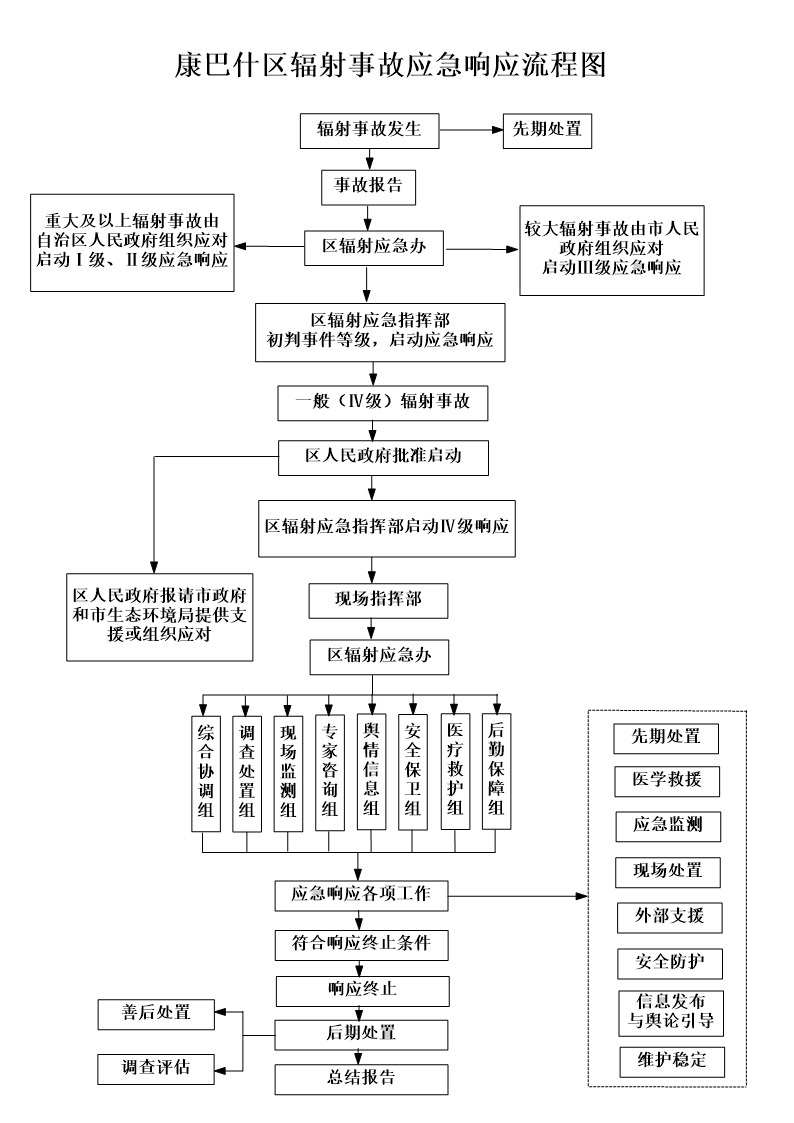 康巴什区辐射事故应急响应流程图
辐射事故发生
先期处置
事故报告
重大及以上辐射事故由
自治区人民政府组织应对
启动Ⅰ级、Ⅱ级应急响应
区辐射应急办
较大辐射事故由市人民
政府组织应对
启动Ⅲ级应急响应
区辐射应急指挥部
初判事件等级，启动应急响应
一般（Ⅳ级）辐射事故
区人民政府批准启动
区辐射应急指挥部启动Ⅳ级响应
区人民政府报请市政府
和市生态环境局提供支
援或组织应对
现场指挥部
区辐射应急办
综合协调组
调查处置组
现场监测组
专家咨询组
舆情信息组
安全保卫组
医疗救护组
后勤保障组
先期处置
医学救援
应急监测
现场处置
外部支援
安全防护
信息发布
与舆论引导
维护稳定
应急响应各项工作
符合响应终止条件
响应终止
善后处置
后期处置
调查评估
总结报告